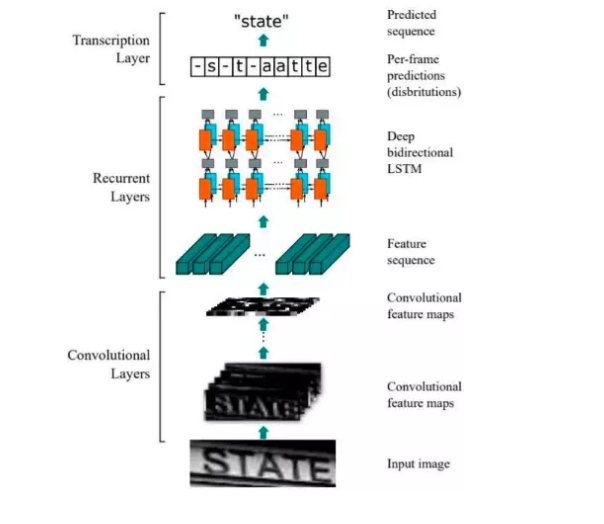 "state"
Predicted
sequence
Transcription
Layer
-s-t-aatte
Per-frame
predictions
(disbritutions)
...
Deep
bidirectional
LSTM
...
Recurrent
Layers
...
Feature
sequence
Convolutional
feature maps
Convolutional
Layers
STATE
Convolutional
feature maps
STATE
Input image